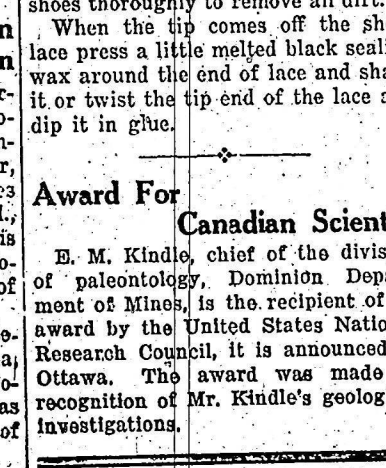 shoes thoroughly to remove all dirt.
When the tip comes off the sh
lace press a little melted black seali
wax around the end of lace and sha
it or twist the tip end of the lace a
dip it in glue.
Award For
Canadian Scient
E. M. Kindle, chief of the divis
of paleontology, Dominion Depa
ment of Mines, is the recipient of
award by the United States Natio
Research Council, it is announced
Ottawa. The award was made
recognition of Mr. Kindle's geolog
investigations.